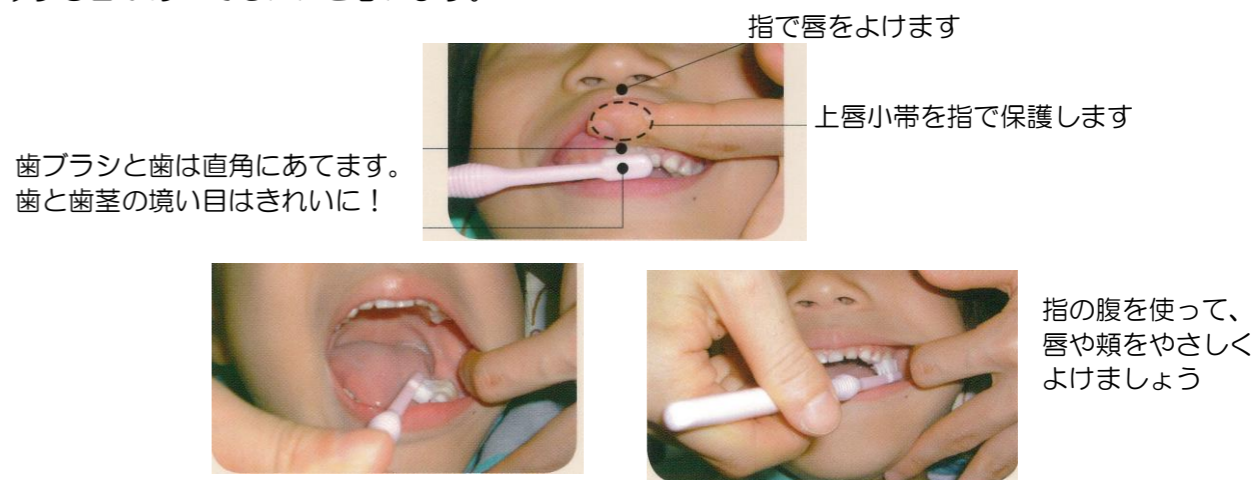 指で唇をよけます
上唇小帯を指で保護します
歯ブラシと歯は直角にあてます。
歯と歯茎の境い目はきれいに！
指の腹を使って、
唇や頬をやさしく
よけましょう